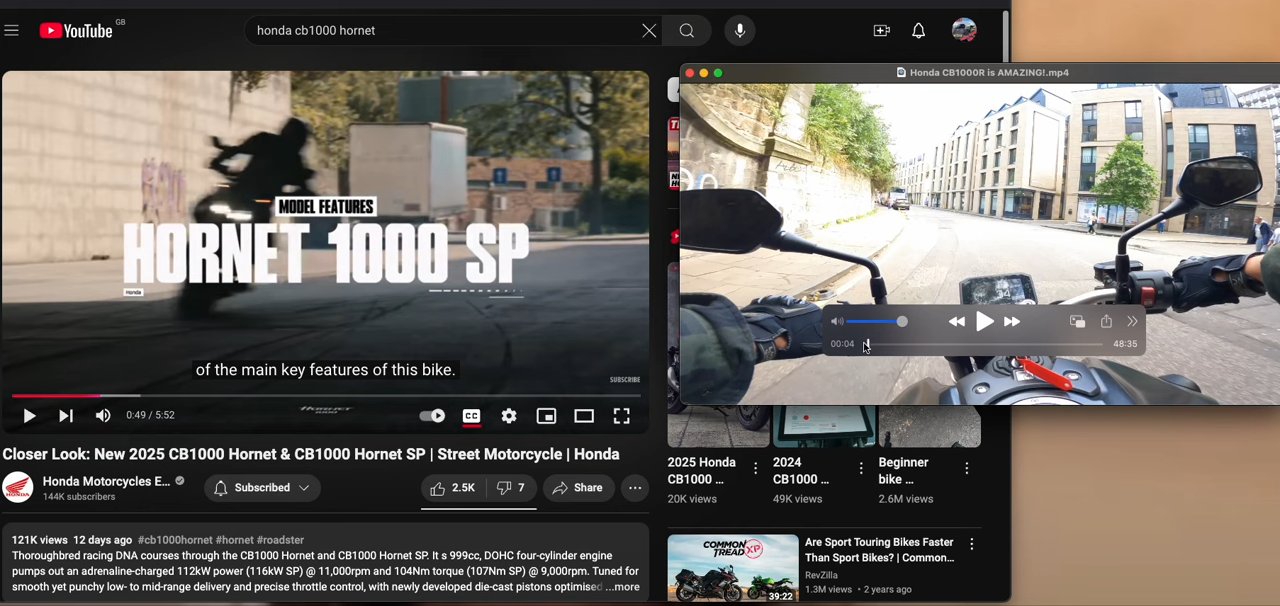 YouTube
GB
honda cb1000 hornet
Honda CB1000R is AMAZING!.mp4
MODEL FEATURES
HORNET 1000 SP
Honda
of the main key features of this bike.
SUBSCRIBE
0:49 / 5:52
CC
HORNET
1000
00:04
48:35
Closer Look: New 2025 CB1000 Hornet & CB1000 Hornet SP | Street Motorcycle | Honda
HONDA
Honda Motorcycles E...
144K subscribers
Subscribed
2.5K
7
Share
121K views 12 days ago #cb1000hornet #hornet #roadster
Thoroughbred racing DNA courses through the CB1000 Hornet and CB1000 Hornet SP. It s 999cc, DOHC four-cylinder engine
pumps out an adrenaline-charged 112kW power (116kW SP) @ 11,000rpm and 104Nm torque (107Nm SP) @ 9,000rpm. Tuned for
smooth yet punchy low- to mid-range delivery and precise throttle control, with newly developed die-cast pistons optimised ...more
2025 Honda
CB1000 ...
20K views
2024
CB1000 ...
49K views
Beginner
bike ...
2.6M views
COMMON
TREAD XP
39:22
Are Sport Touring Bikes Faster
Than Sport Bikes? | Common...
RevZilla
1.3M views • 2 years ago